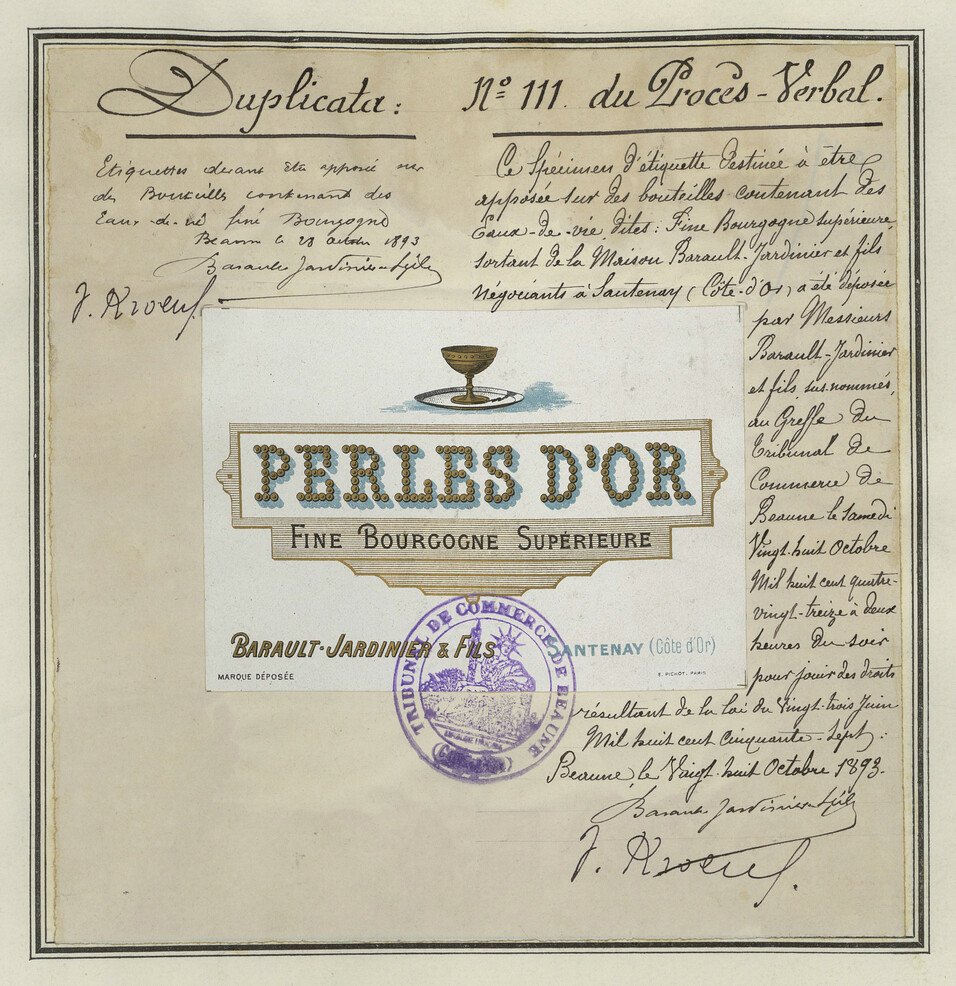 Duplicata:
No 111. du Procès-Verbal.
Etiquettes devant être apposé sur
des Bouteilles contenant des
Eaux-de-vie fine Bourgogne
Beaune le 28 octobre 1893
Barault Jardinier & fils
J. Kroeuf
Ce Spécimen d'étiquette destinée à être
apposée sur des bouteilles contenant des
Eaux-de-vie dites: Fine Bourgogne supérieure,
sortant de la Maison Barault-Jardinier et fils
négociants à Santenay (Côte-d'Or) a été déposée
par Messieurs
Barault-Jardinier
et fils, sus-nommés,
au Greffe du
Tribunal de
Commerce de
Beaune le Samedi
Vingt-huit Octobre
Mil huit cent quatre-
vingt-treize à deux
heures du soir
pour jouir des droits
résultant de la loi du Vingt-trois Juin
Mil huit cent Cinquante-Sept:
Beaune, le Vingt-huit Octobre 1893.
Barault Jardinier & fils
J. Kroeuf
PERLES D'OR
FINE BOURGOGNE SUPÉRIEURE
BARAULT-JARDINIER & FILS
SANTENAY (Côte d'Or)
MARQUE DÉPOSÉE
E. PICHOT, PARIS
TRIBUNAL DE COMMERCE DE BEAUNE